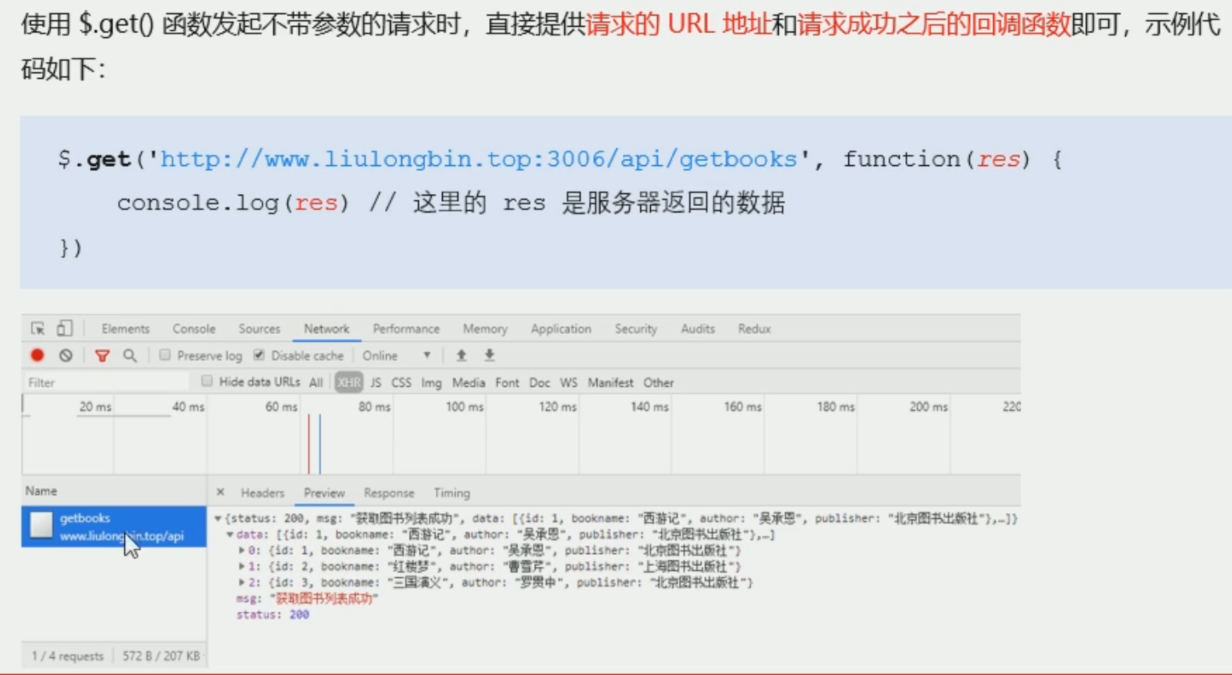 使用 $.get() 函数发起不带参数的请求时，直接提供请求的 URL 地址和请求成功之后的回调函数即可，示例代
码如下：
$.get('http://www.liulongbin.top:3006/api/getbooks', function(res) {
console.log(res) // 这里的 res 是服务器返回的数据
})
Elements Console Sources Network Performance Memory Application Security Audits Redux
Preserve log Disable cache Online
Filter Hide data URLs All XHR JS CSS Img Media Font Doc WS Manifest Other
20 ms 40 ms 60 ms 80 ms 100 ms 120 ms 140 ms 160 ms 180 ms 200 ms 220
Name × Headers Preview Response Timing
getbooks
www.liulongbin.top/api
▼{status: 200, msg: "获取图书列表成功", data: [{id: 1, bookname: "西游记", author: "吴承恩", publisher: "北京图书出版社"},…]}
▼data: [{id: 1, bookname: "西游记", author: "吴承恩", publisher: "北京图书出版社"},…]
▶0: {id: 1, bookname: "西游记", author: "吴承恩", publisher: "北京图书出版社"}
▶1: {id: 2, bookname: "红楼梦", author: "曹雪芹", publisher: "上海图书出版社"}
▶2: {id: 3, bookname: "三国演义", author: "罗贯中", publisher: "北京图书出版社"}
msg: "获取图书列表成功"
status: 200
1 / 4 requests 572 B / 207 KB